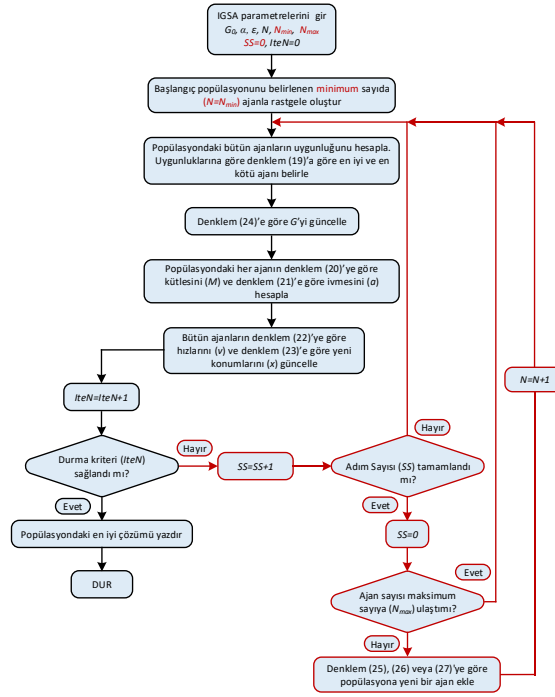 IGSA parametrelerini gir
G₀, α, ε, N, Nmin, Nmax
SS=0, IteN=0
Başlangıç popülasyonunu belirlenen minimum sayıda
(N=Nmin) ajanla rastgele oluştur
Popülasyondaki bütün ajanların uygunluğunu hesapla.
Uygunluklarına göre denklem (19)'a göre en iyi ve en
kötü ajanı belirle
Denklem (24)'e göre G'yi güncelle
Popülasyondaki her ajanın denklem (20)'ye göre
kütlesini (M) ve denklem (21)'e göre ivmesini (a)
hesapla
Bütün ajanların denklem (22)'ye göre
hızlarını (v) ve denklem (23)'e göre yeni
konumlarını (x) güncelle
N=N+1
IteN=IteN+1
Hayır
Durma kriteri (IteN)
sağlandı mı?
Hayır
SS=SS+1
Adım Sayısı (SS) tamamlandı
mı?
Evet
Evet
Popülasyondaki en iyi çözümü yazdır
SS=0
DUR
Evet
Ajan sayısı maksimum
sayıya (Nmax) ulaştımı?
Hayır
Denklem (25), (26) veya (27)'ye göre
popülasyona yeni bir ajan ekle